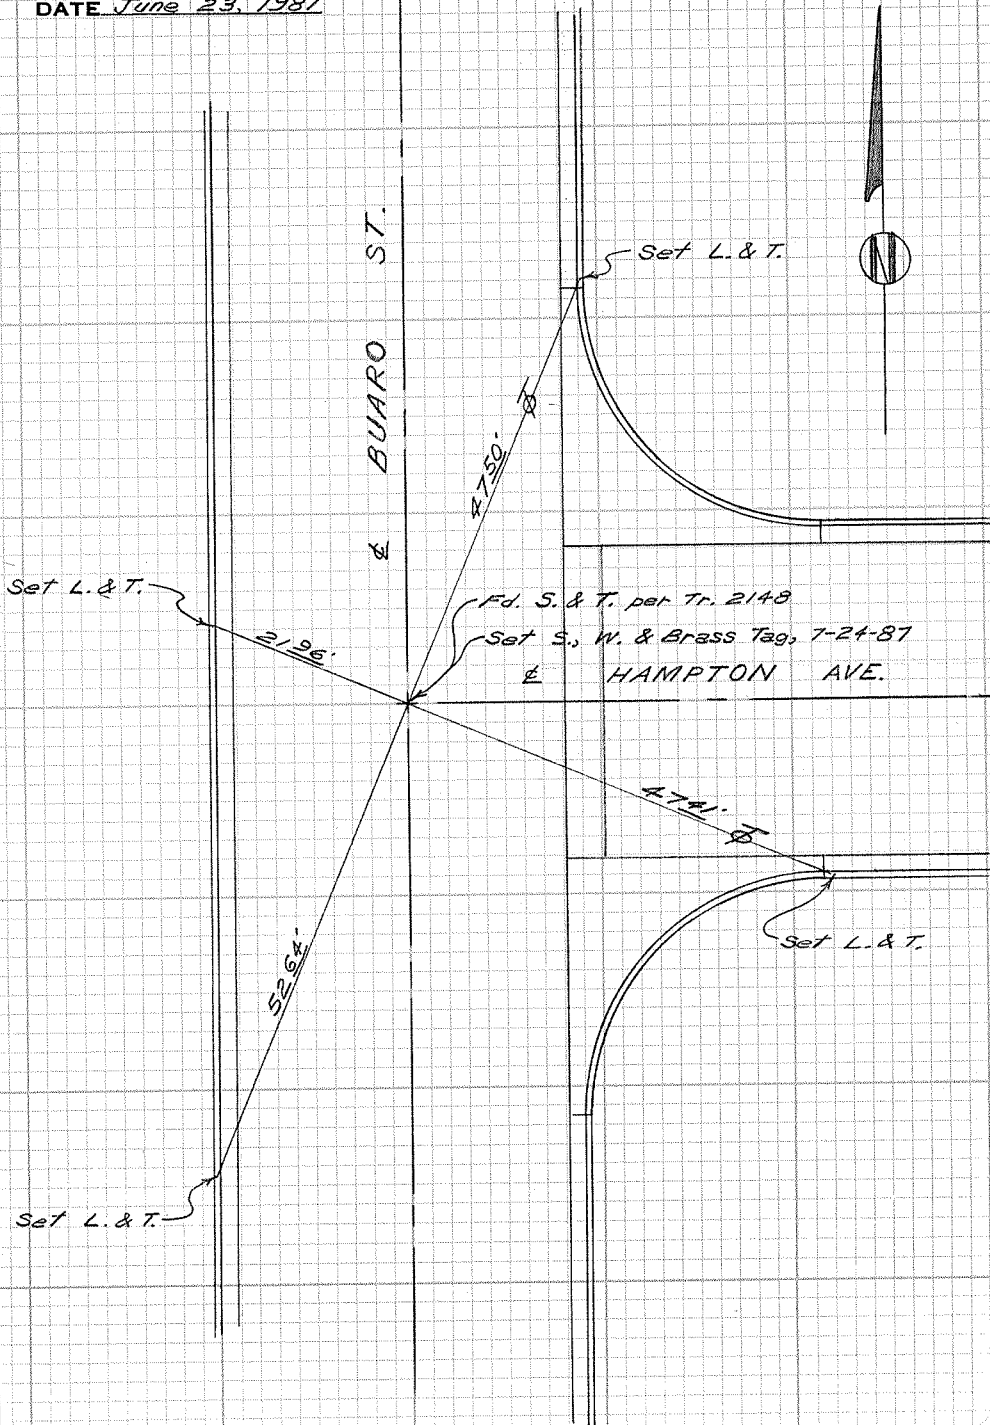 DATE June 23, 1987
Set L. & T.
℄ BUARO ST.
47.50'
Set L. & T.
21.96'
Fd. S. & T. per Tr. 2148
Set S., W. & Brass Tag, 7-24-87
℄ HAMPTON AVE.
47.41'
Set L. & T.
52.64'
Set L. & T.
N